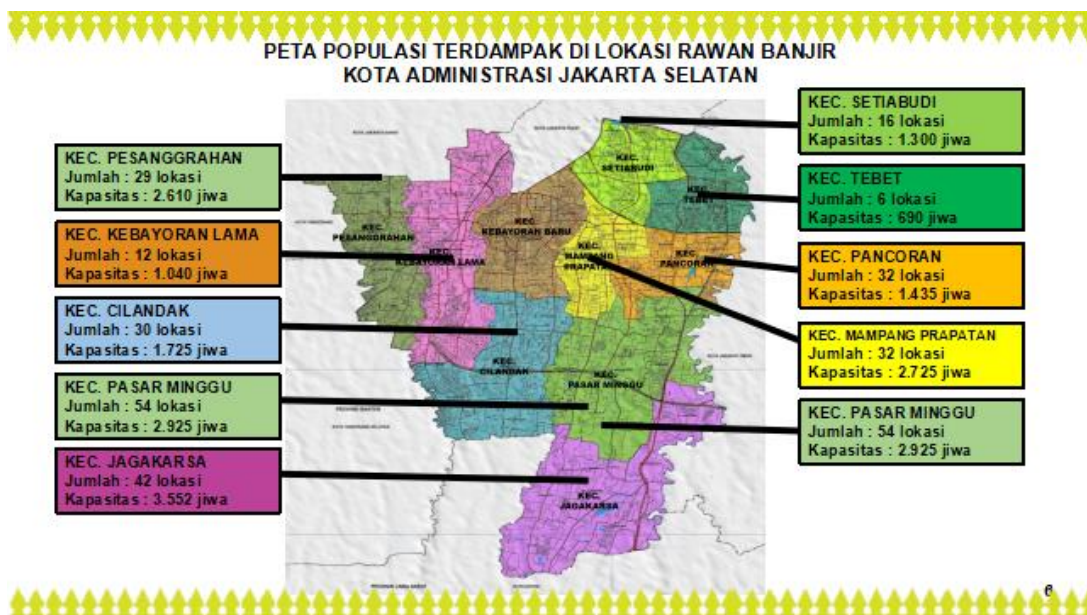 PETA POPULASI TERDAMPAK DI LOKASI RAWAN BANJIR
KOTA ADMINISTRASI JAKARTA SELATAN
KEC. PESANGGRAHAN
Jumlah : 29 lokasi
Kapasitas : 2.610 jiwa
KEC. KEBAYORAN LAMA
Jumlah : 12 lokasi
Kapasitas : 1.040 jiwa
KEC. CILANDAK
Jumlah : 30 lokasi
Kapasitas : 1.725 jiwa
KEC. PASAR MINGGU
Jumlah : 54 lokasi
Kapasitas : 2.925 jiwa
KEC. JAGAKARSA
Jumlah : 42 lokasi
Kapasitas : 3.552 jiwa
KEC.
SETIABUDI
KEC.
TEBET
KEC.
PESANGGRAHAN
KEC.
KEBAYORAN LAMA
KEC.
KEBAYORAN BARU
KEC.
MAMPANG
PRAPATAN
KEC.
PANCORAN
KEC.
CILANDAK
KEC.
PASAR MINGGU
KEC.
JAGAKARSA
KEC. SETIABUDI
Jumlah : 16 lokasi
Kapasitas : 1.300 jiwa
KEC. TEBET
Jumlah : 6 lokasi
Kapasitas : 690 jiwa
KEC. PANCORAN
Jumlah : 32 lokasi
Kapasitas : 1.435 jiwa
KEC. MAMPANG PRAPATAN
Jumlah : 32 lokasi
Kapasitas : 2.725 jiwa
KEC. PASAR MINGGU
Jumlah : 54 lokasi
Kapasitas : 2.925 jiwa
6